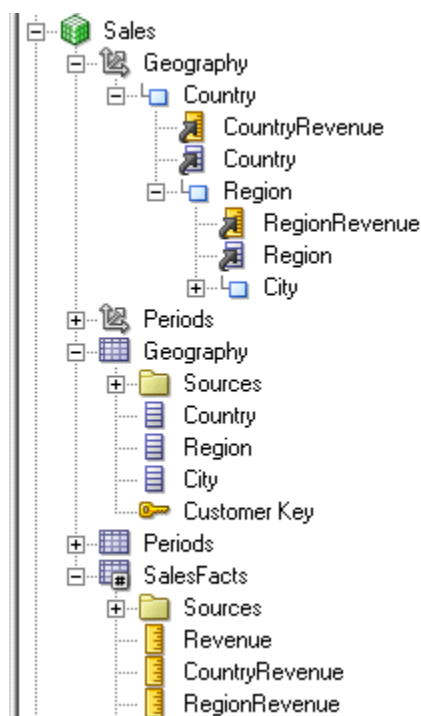 Sales
Geography
Country
CountryRevenue
Country
Region
RegionRevenue
Region
City
Periods
Geography
Sources
Country
Region
City
Customer Key
Periods
SalesFacts
Sources
Revenue
CountryRevenue
RegionRevenue